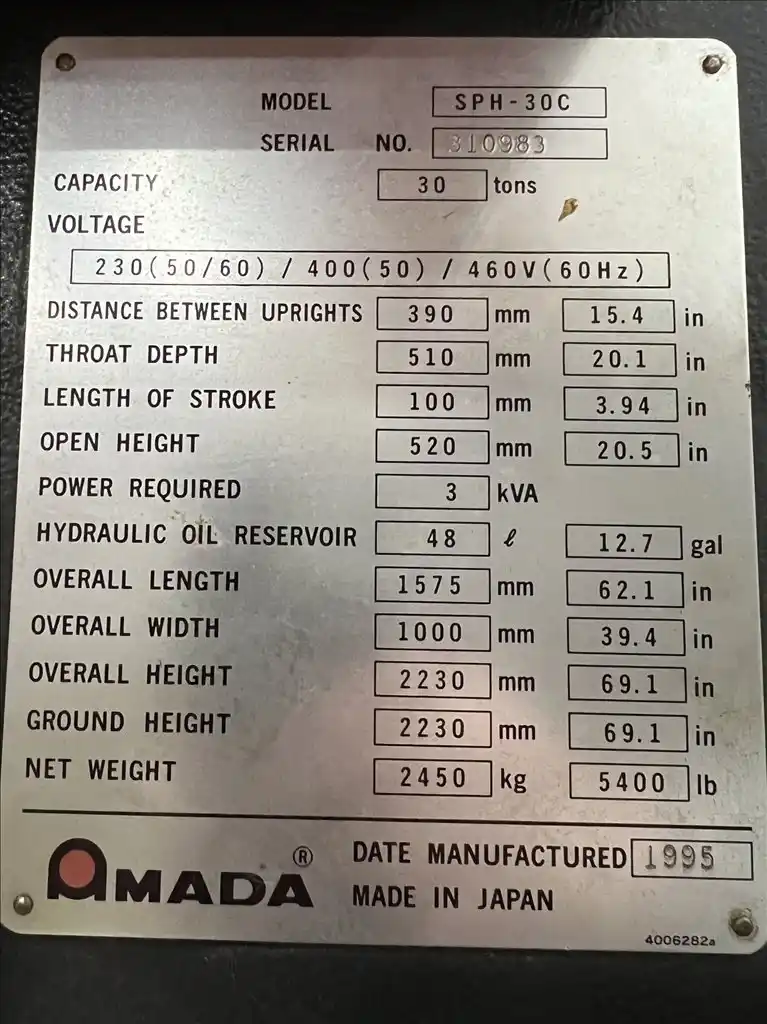 MODEL SPH-30C
SERIAL NO. 310983
CAPACITY 30 tons
VOLTAGE
230(50/60) / 400(50) / 460V(60Hz)
DISTANCE BETWEEN UPRIGHTS 390 mm 15.4 in
THROAT DEPTH 510 mm 20.1 in
LENGTH OF STROKE 100 mm 3.94 in
OPEN HEIGHT 520 mm 20.5 in
POWER REQUIRED 3 kVA
HYDRAULIC OIL RESERVOIR 48 ℓ 12.7 gal
OVERALL LENGTH 1575 mm 62.1 in
OVERALL WIDTH 1000 mm 39.4 in
OVERALL HEIGHT 2230 mm 69.1 in
GROUND HEIGHT 2230 mm 69.1 in
NET WEIGHT 2450 kg 5400 lb
AMADA ® DATE MANUFACTURED 1995
MADE IN JAPAN
4006282a